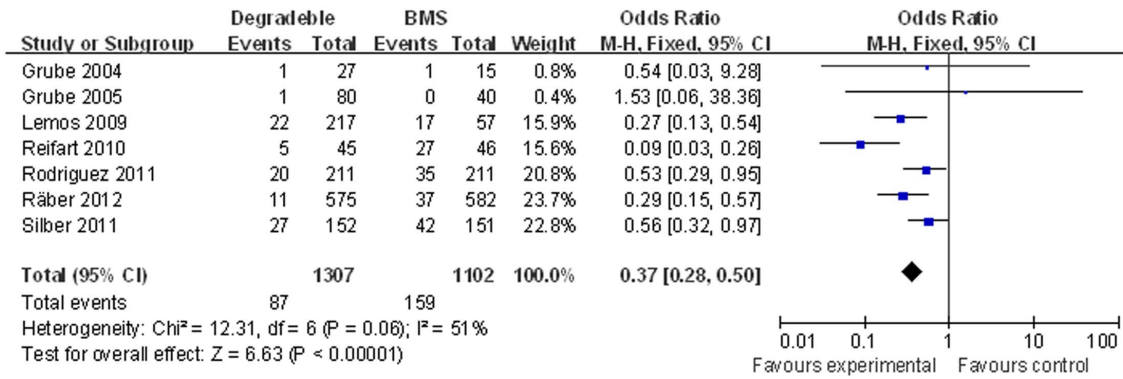 Degradeble BMS Odds Ratio Odds Ratio
Study or Subgroup Events Total Events Total Weight M-H, Fixed, 95% CI M-H, Fixed, 95% CI
Grube 2004 1 27 1 15 0.8% 0.54 [0.03, 9.28]
Grube 2005 1 80 0 40 0.4% 1.53 [0.06, 38.36]
Lemos 2009 22 217 17 57 15.9% 0.27 [0.13, 0.54]
Reifart 2010 5 45 27 46 15.6% 0.09 [0.03, 0.26]
Rodriguez 2011 20 211 35 211 20.8% 0.53 [0.29, 0.95]
Räber 2012 11 575 37 582 23.7% 0.29 [0.15, 0.57]
Silber 2011 27 152 42 151 22.8% 0.56 [0.32, 0.97]
Total (95% CI) 1307 1102 100.0% 0.37 [0.28, 0.50]
Total events 87 159
Heterogeneity: Chi² = 12.31, df = 6 (P = 0.06); I² = 51%
Test for overall effect: Z = 6.63 (P < 0.00001)
0.01 0.1 1 10 100
Favours experimental Favours control